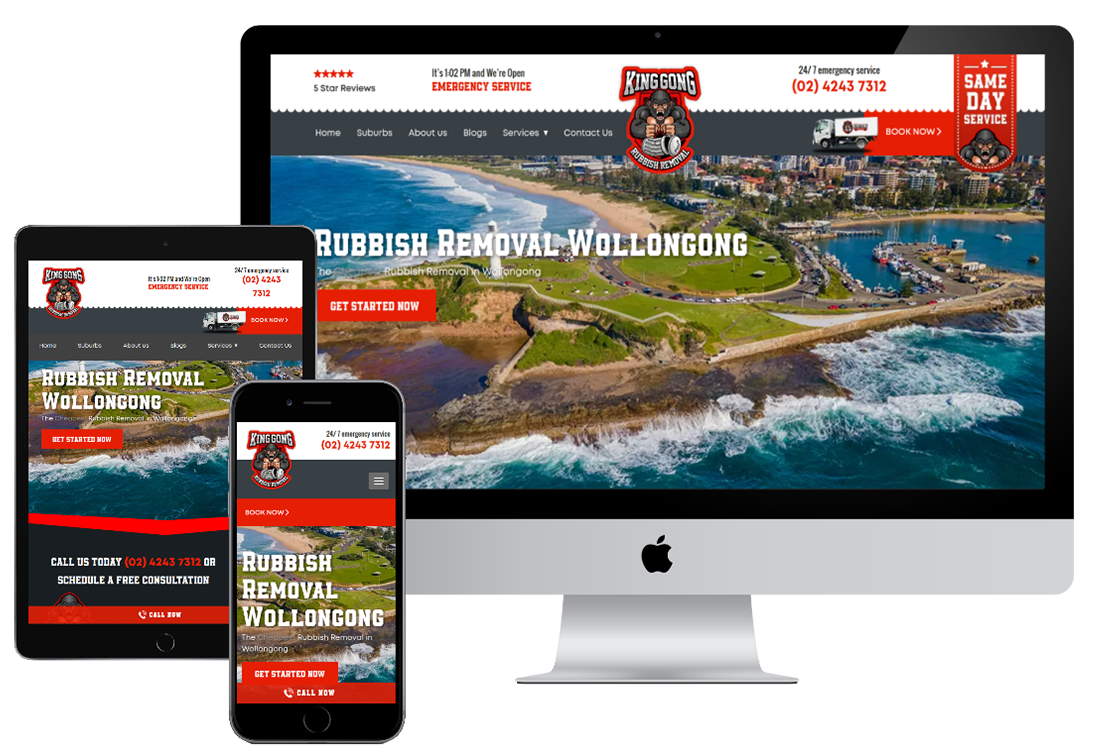 ★★★★★
5 Star Reviews
It's 1:02 PM and We're Open
EMERGENCY SERVICE
KING GONG
RUBBISH REMOVAL
24/ 7 emergency service
(02) 4243 7312
SAME
DAY
SERVICE
Home Suburbs About us Blogs Services ▾ Contact Us
BOOK NOW >
RUBBISH REMOVAL WOLLONGONG
The Cheapest Rubbish Removal in Wollongong
GET STARTED NOW
KING GONG
RUBBISH REMOVAL
It's 1:02 PM and We're Open
EMERGENCY SERVICE
24/ 7 emergency service
(02) 4243
7312
BOOK NOW >
Home Suburbs About us Blogs Services ▾ Contact Us
RUBBISH REMOVAL
WOLLONGONG
The Cheapest Rubbish Removal in Wollongong
GET STARTED NOW
CALL US TODAY (02) 4243 7312 OR
SCHEDULE A FREE CONSULTATION
CALL NOW
KING GONG
RUBBISH REMOVAL
24/ 7 emergency service
(02) 4243 7312
BOOK NOW >
RUBBISH
REMOVAL
WOLLONGONG
The Cheapest Rubbish Removal in
Wollongong
GET STARTED NOW
CALL NOW